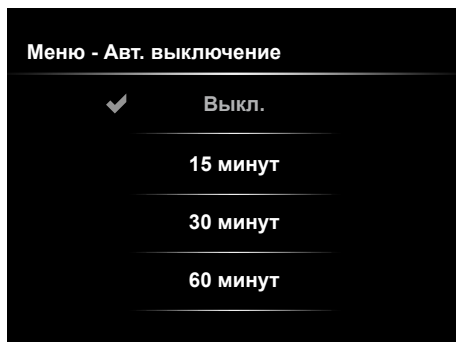 Меню - Авт. выключение
Выкл.
15 минут
30 минут
60 минут